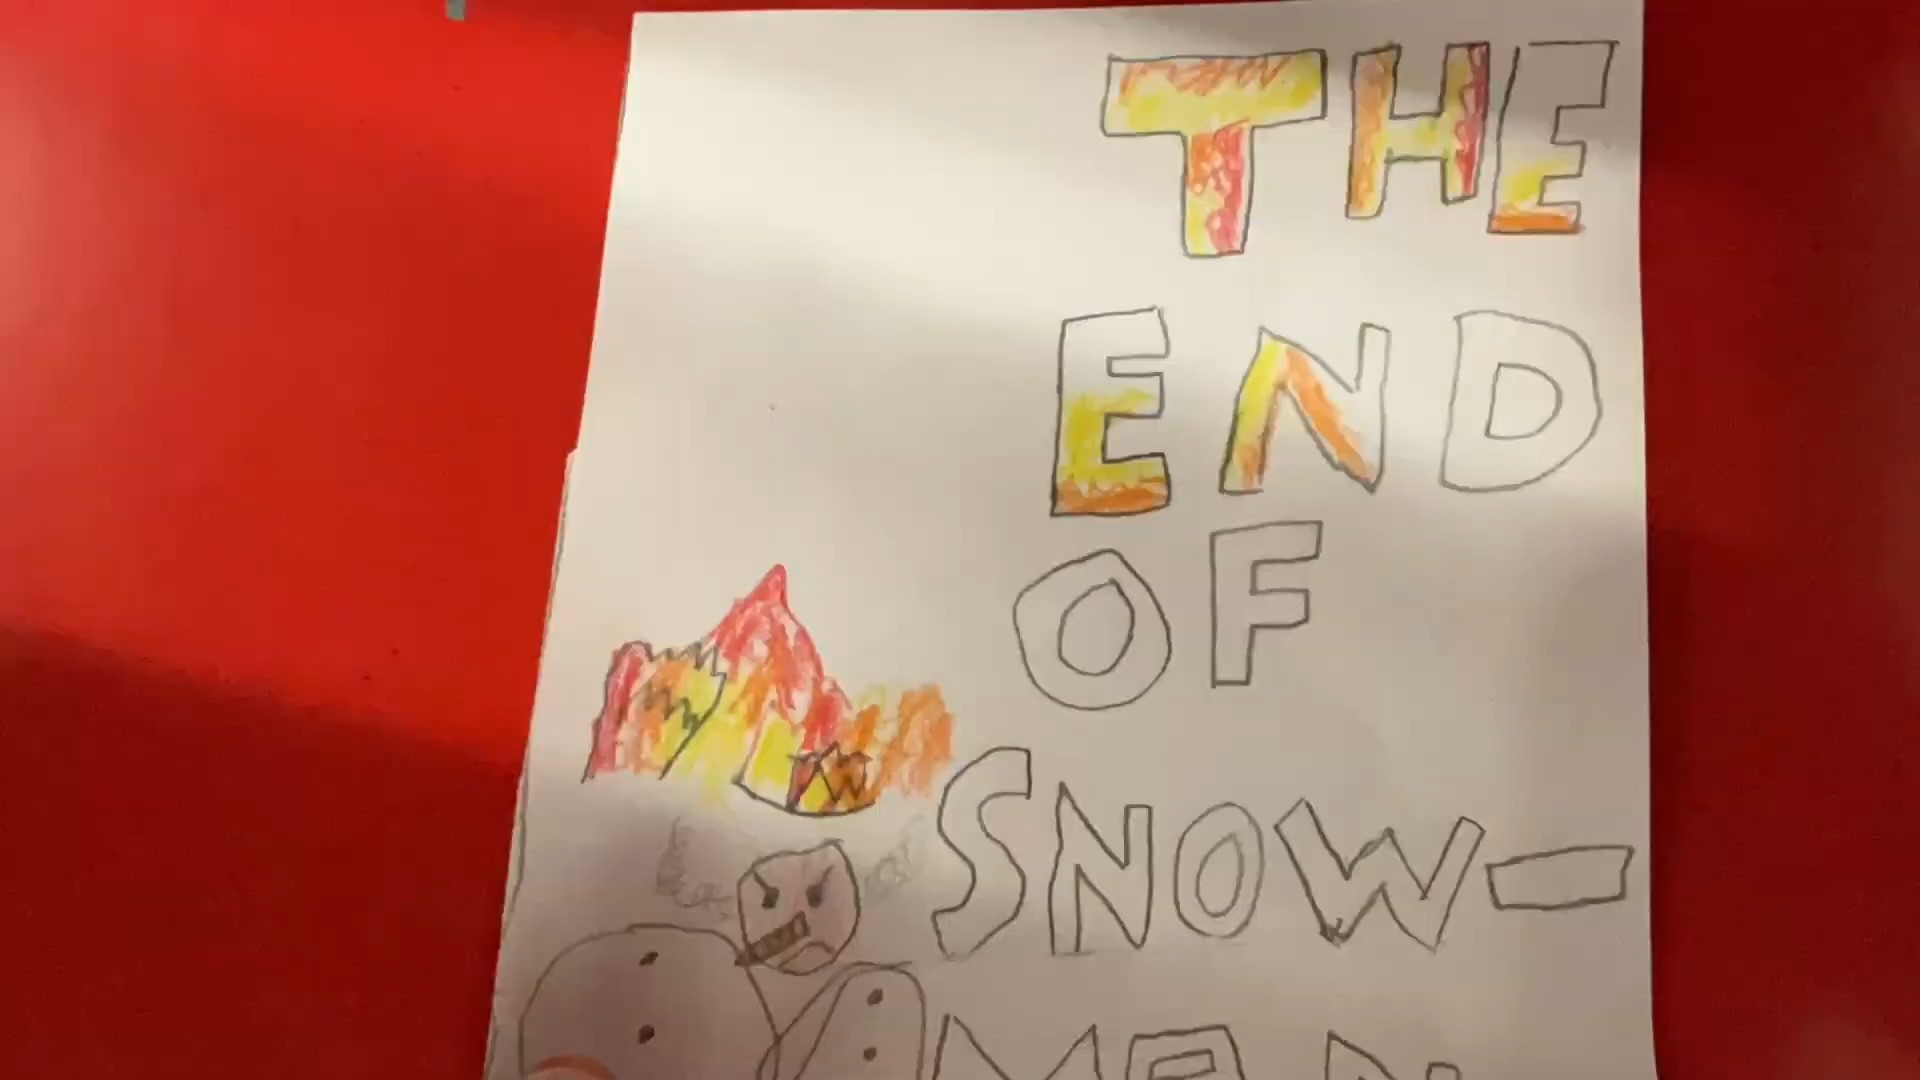 THE
END
OF
SNOW-